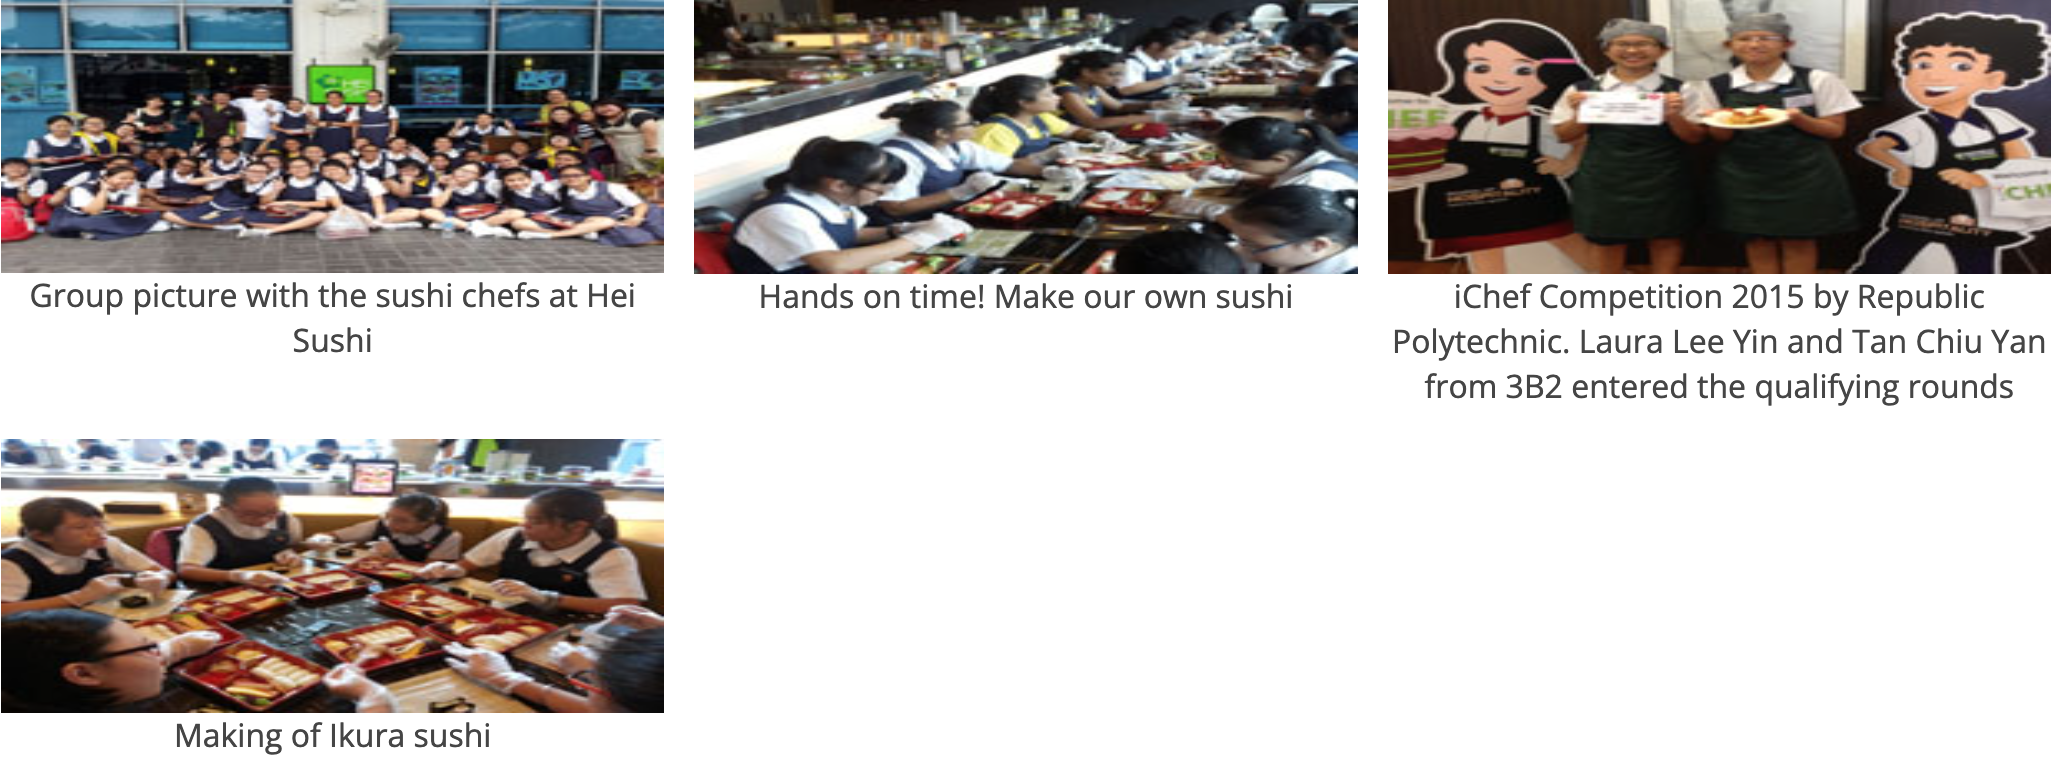 Group picture with the sushi chefs at Hei
Sushi
Hands on time! Make our own sushi
iChef Competition 2015 by Republic
Polytechnic. Laura Lee Yin and Tan Chiu Yan
from 3B2 entered the qualifying rounds
Making of Ikura sushi